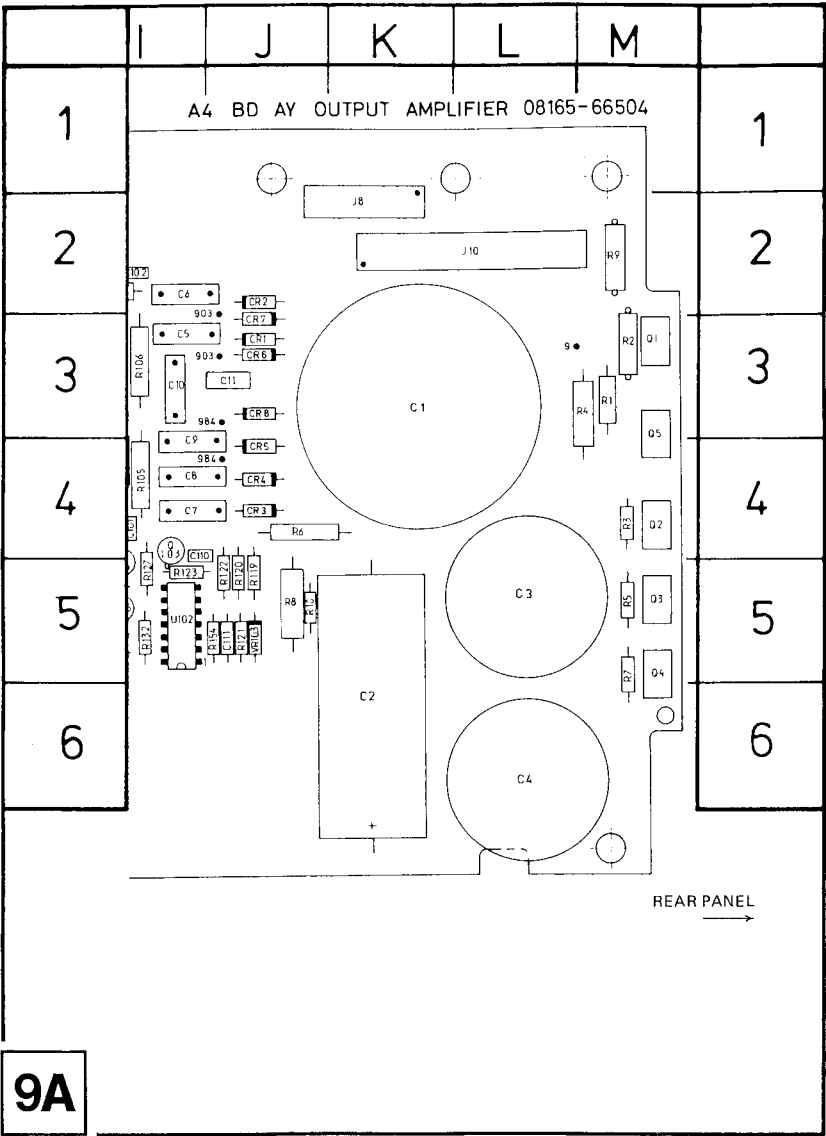 I J K L M
A4 BD AY OUTPUT AMPLIFIER 08165-66504
1 1
J8
2 J10 R9 2
102
C6 CR2
903 CR7
C5 CR1 R2 Q1
903 CR6 9
3 R106 C10 C11 C1 R4 R1 3
CR8
984
C9 CR5 Q5
984
4 R105 C8 CR4 4
C7 CR3 R3 Q2
R6
Q103 C110
R127 R123 R122 R120 R119
5 U102 R8 R10 C3 R5 Q3 5
R132 R154 C111 R121 VR103
1
R7 Q4
C2
6 C4 6
+
REAR PANEL
9A